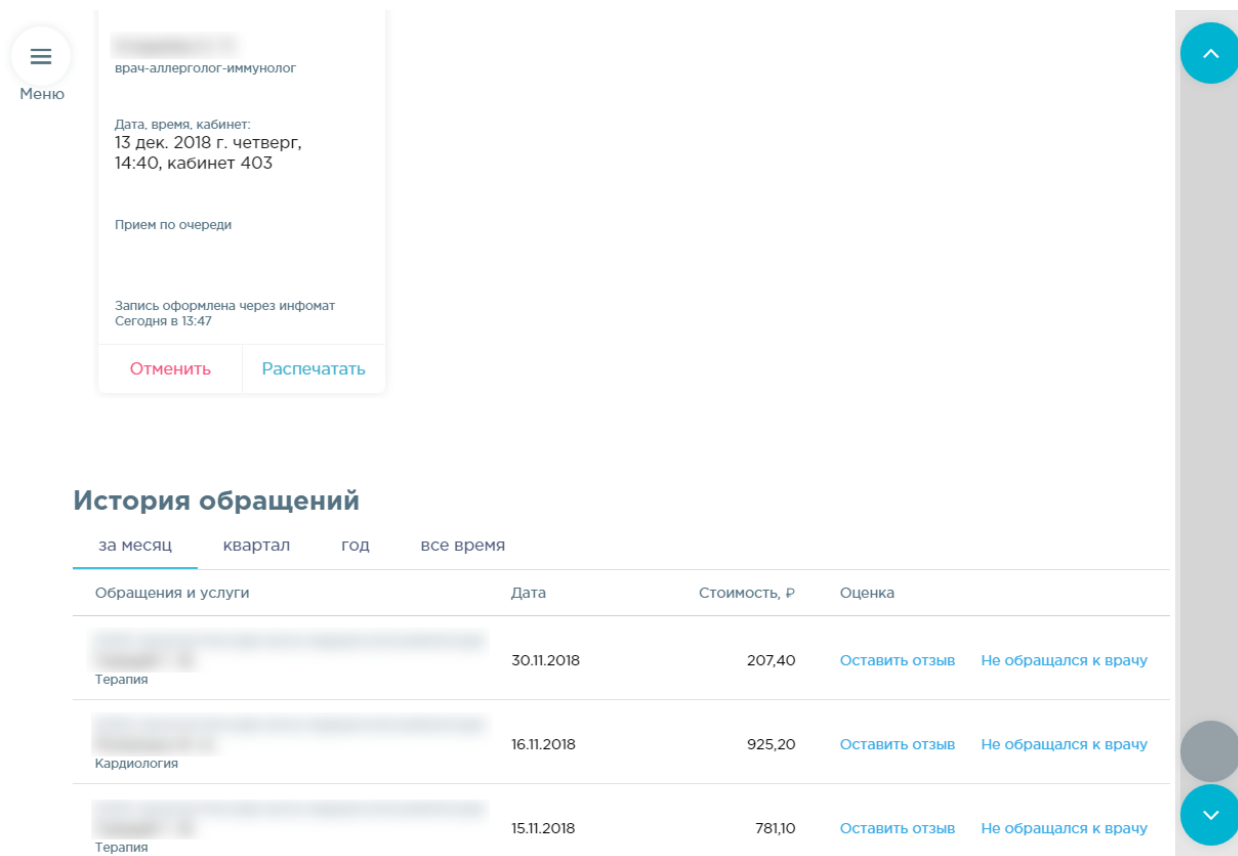 Меню
врач-аллерголог-иммунолог
Дата, время, кабинет:
13 дек. 2018 г. четверг,
14:40, кабинет 403
Прием по очереди
Запись оформлена через инфомат
Сегодня в 13:47
Отменить Распечатать
История обращений
за месяц квартал год все время
Обращения и услуги Дата Стоимость, ₽ Оценка
30.11.2018 207,40 Оставить отзыв Не обращался к врачу
Терапия
16.11.2018 925,20 Оставить отзыв Не обращался к врачу
Кардиология
15.11.2018 781,10 Оставить отзыв Не обращался к врачу
Терапия